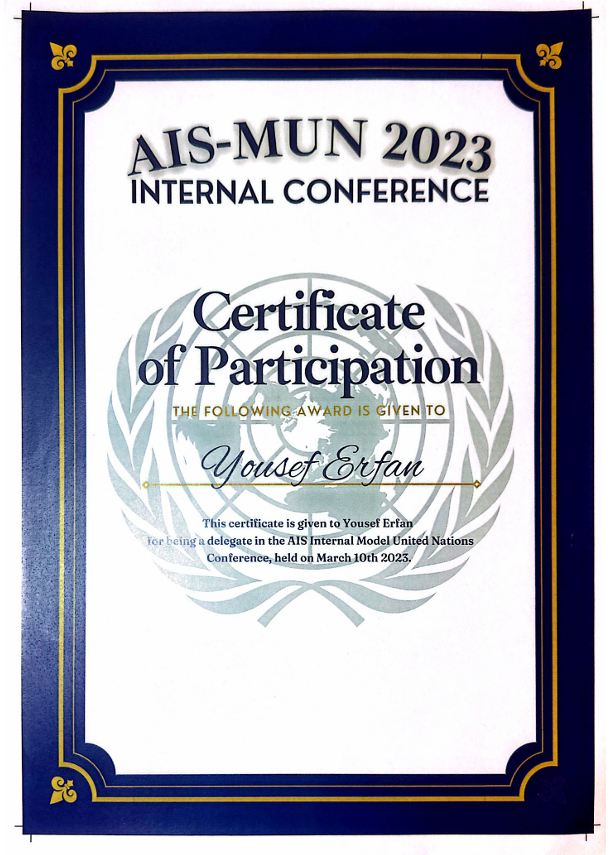 AIS-MUN 2023
INTERNAL CONFERENCE
Certificate
of Participation
THE FOLLOWING AWARD IS GIVEN TO
Yousef Erfan
This certificate is given to Yousef Erfan
for being a delegate in the AIS Internal Model United Nations
Conference, held on March 10th 2023.